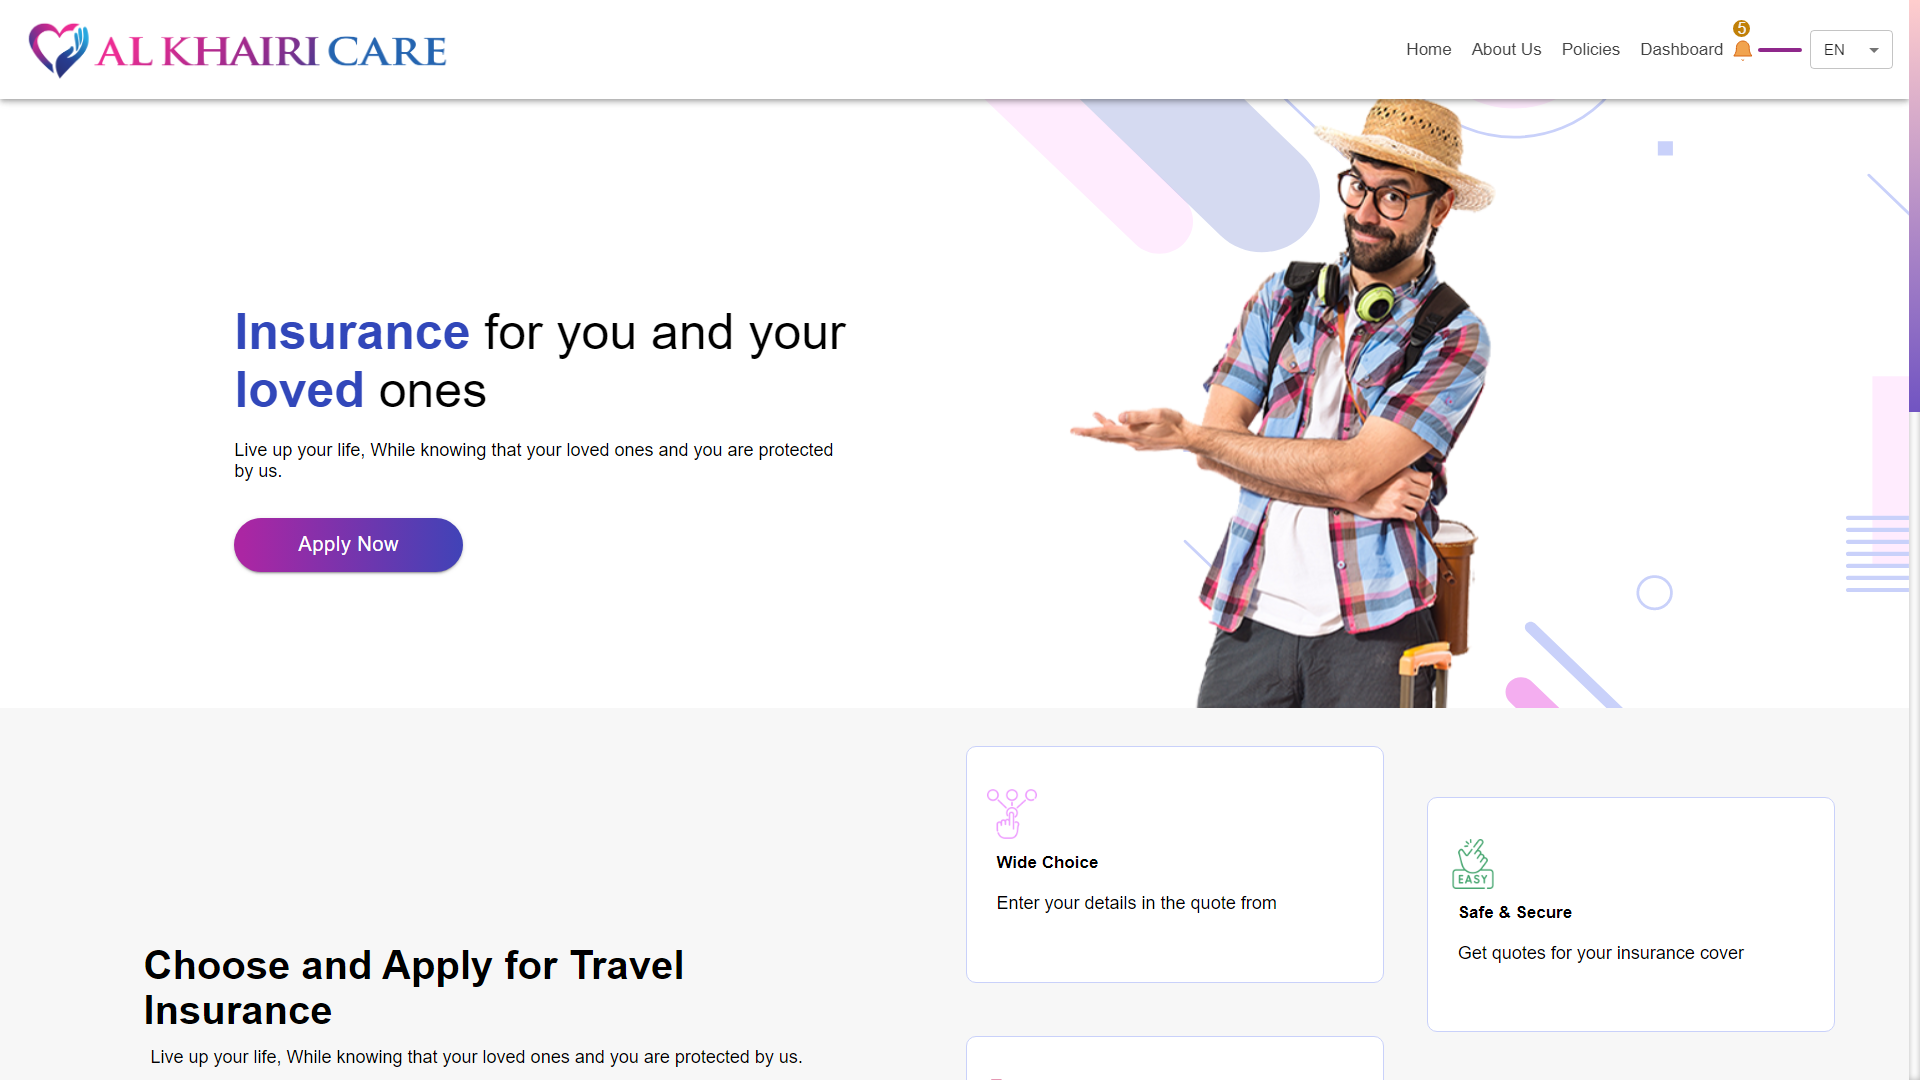 AL KHAIRI CARE
Home
About Us
Policies
Dashboard
5
EN
Insurance for you and your
loved ones
Live up your life, While knowing that your loved ones and you are protected
by us.
Apply Now
Wide Choice
Enter your details in the quote from
EASY
Safe & Secure
Get quotes for your insurance cover
Choose and Apply for Travel
Insurance
Live up your life, While knowing that your loved ones and you are protected by us.